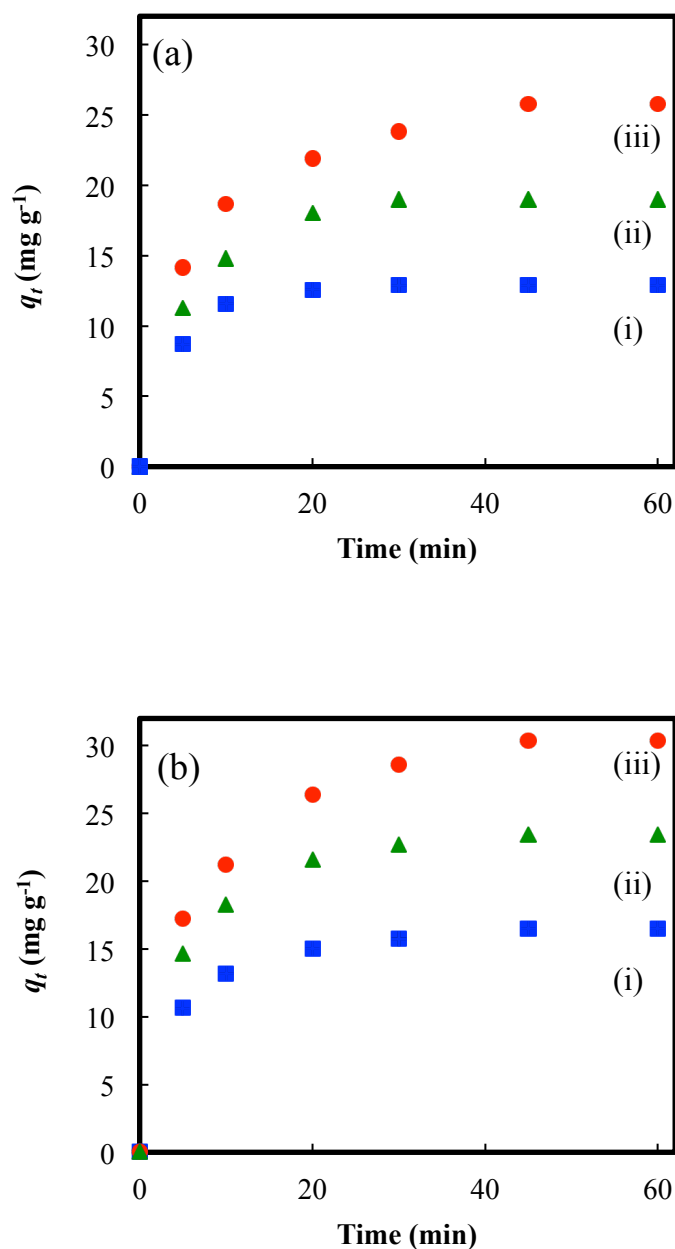 (a)
30
25
20
15
10
5
0
(iii)
(ii)
(i)
q_t (mg g⁻¹)
0 20 40 60
Time (min)
(b)
30
25
20
15
10
5
0
(iii)
(ii)
(i)
q_t (mg g⁻¹)
0 20 40 60
Time (min)